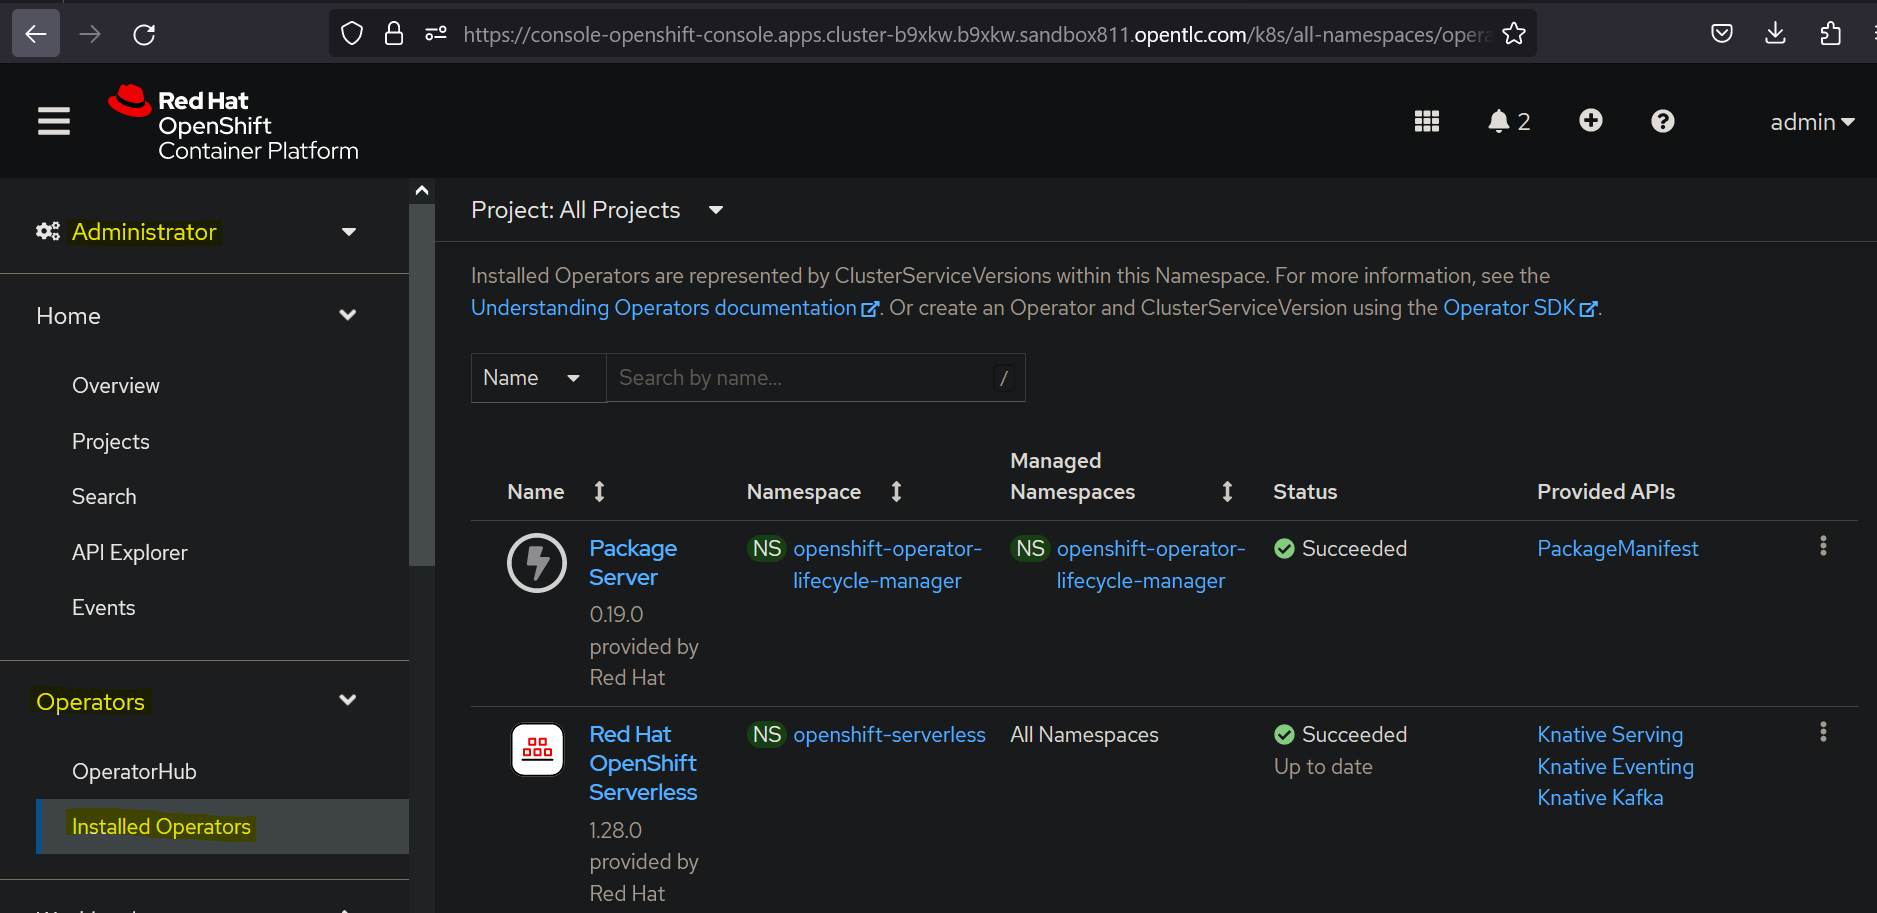 https://console-openshift-console.apps.cluster-b9xkw.b9xkw.sandbox811.opentlc.com/k8s/all-namespaces/opera
Red Hat
OpenShift
Container Platform
2
admin
Administrator
Home
Overview
Projects
Search
API Explorer
Events
Operators
OperatorHub
Installed Operators
Project: All Projects
Installed Operators are represented by ClusterServiceVersions within this Namespace. For more information, see the
Understanding Operators documentation. Or create an Operator and ClusterServiceVersion using the Operator SDK.
Name Search by name... /
Name Namespace Managed Namespaces Status Provided APIs
Package Server
0.19.0
provided by
Red Hat
NS openshift-operator-
lifecycle-manager
NS openshift-operator-
lifecycle-manager
Succeeded
PackageManifest
Red Hat
OpenShift
Serverless
1.28.0
provided by
Red Hat
NS openshift-serverless
All Namespaces
Succeeded
Up to date
Knative Serving
Knative Eventing
Knative Kafka